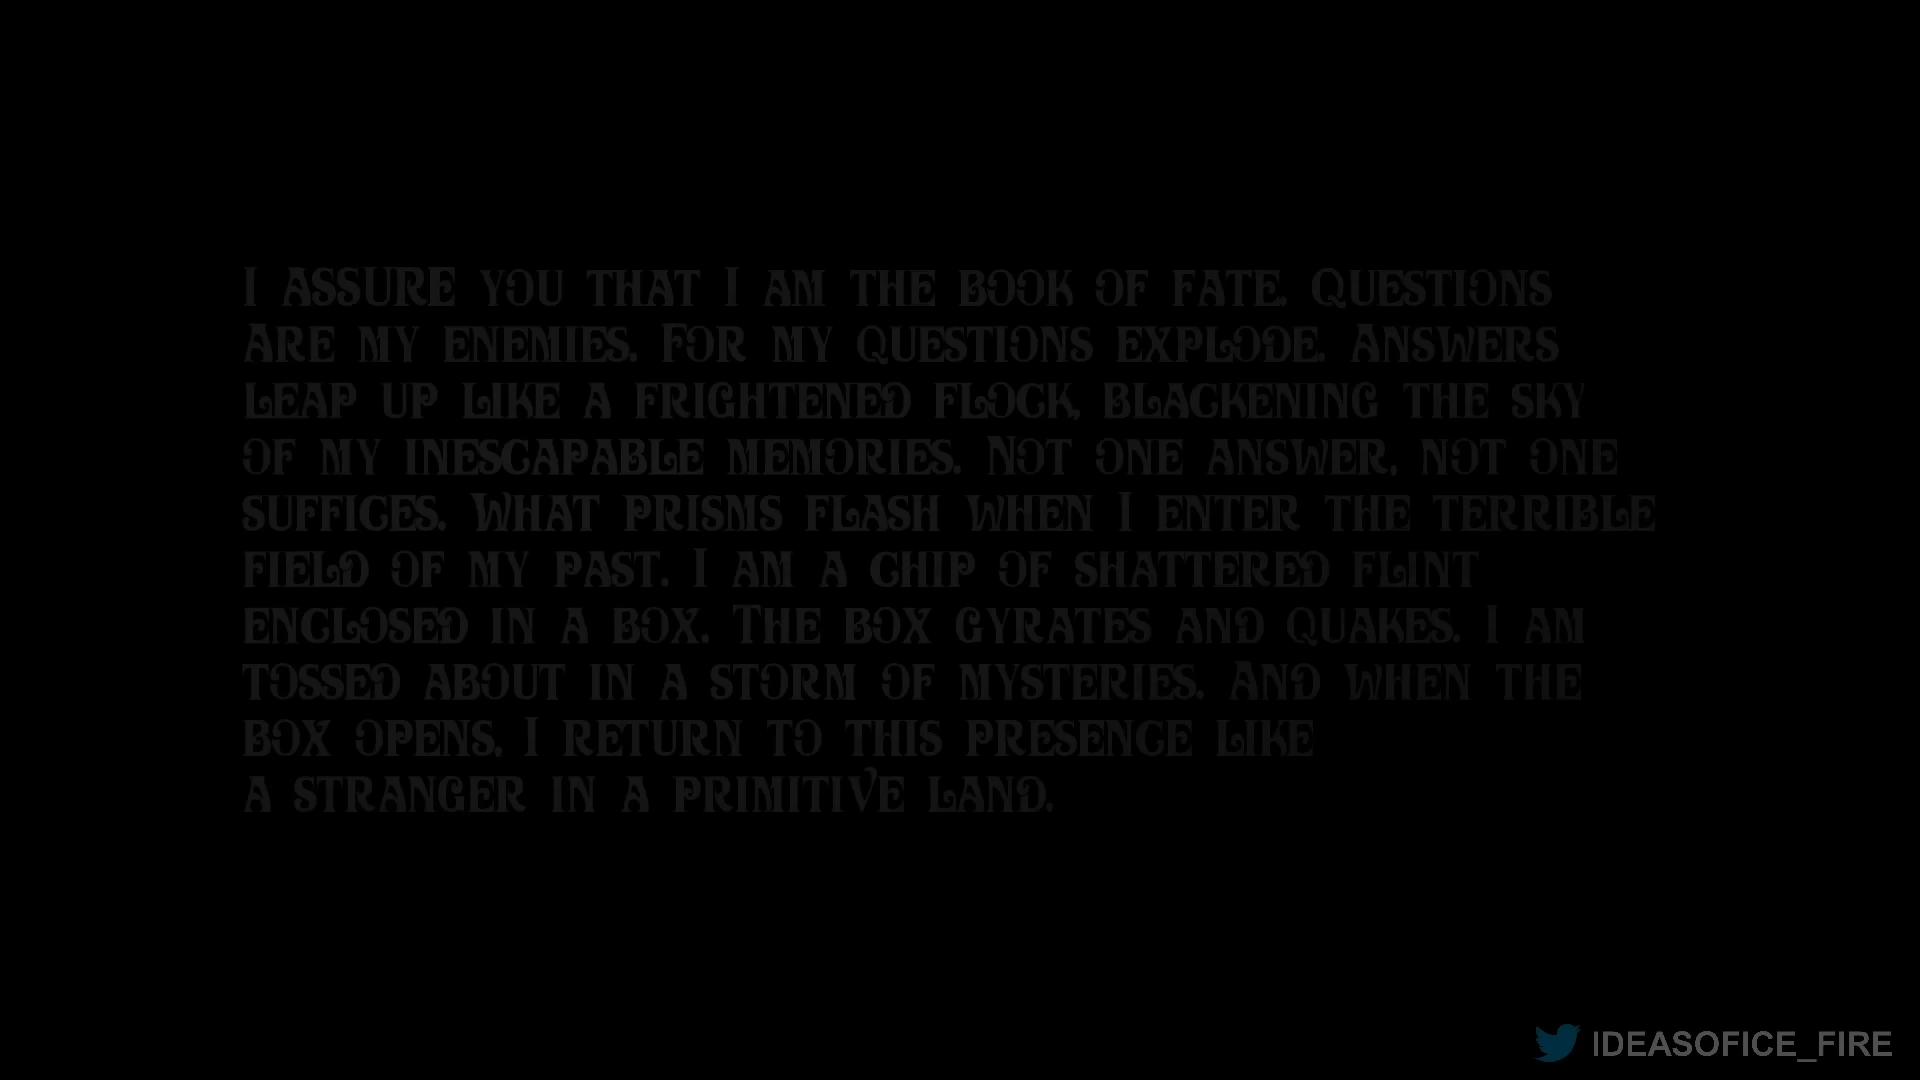 I ASSURE YOU THAT I AM THE BOOK OF FATE. QUESTIONS
ARE MY ENEMIES. FOR MY QUESTIONS EXPLODE. ANSWERS
LEAP UP LIKE A FRIGHTENED FLOCK, BLACKENING THE SKY
OF MY INESCAPABLE MEMORIES. NOT ONE ANSWER, NOT ONE
SUFFICES. WHAT PRISMS FLASH WHEN I ENTER THE TERRIBLE
FIELD OF MY PAST. I AM A CHIP OF SHATTERED FLINT
ENCLOSED IN A BOX. THE BOX GYRATES AND QUAKES. I AM
TOSSED ABOUT IN A STORM OF MYSTERIES. AND WHEN THE
BOX OPENS, I RETURN TO THIS PRESENCE LIKE
A STRANGER IN A PRIMITIVE LAND.
IDEASOFICE_FIRE